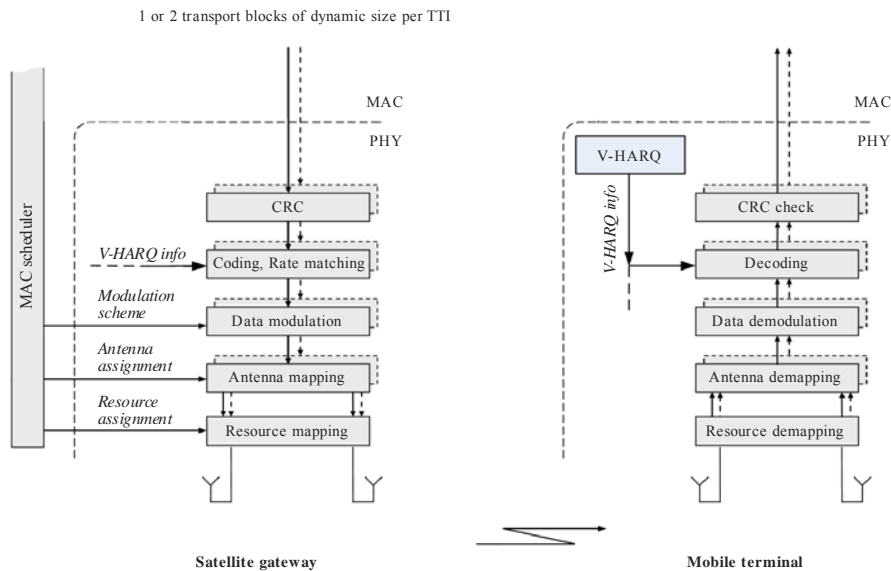 1 or 2 transport blocks of dynamic size per TTI
MAC
PHY
MAC scheduler
CRC
V-HARQ info
Coding, Rate matching
Modulation
scheme
Data modulation
Antenna
assignment
Antenna mapping
Resource
assignment
Resource mapping
Satellite gateway
MAC
PHY
V-HARQ
V-HARQ info
CRC check
Decoding
Data demodulation
Antenna demapping
Resource demapping
Mobile terminal